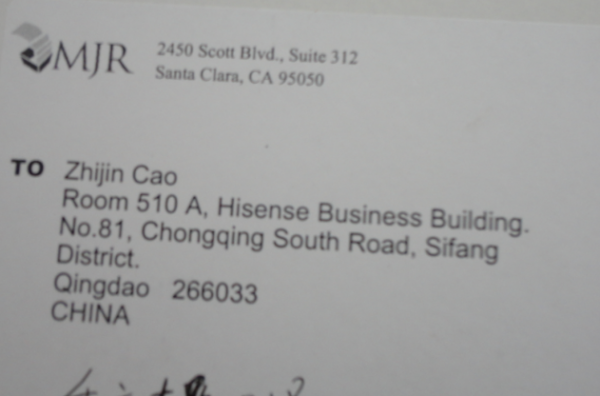 MJR
2450 Scott Blvd., Suite 312
Santa Clara, CA 95050
TO Zhijin Cao
Room 510 A, Hisense Business Building.
No.81, Chongqing South Road, Sifang
District.
Qingdao 266033
CHINA